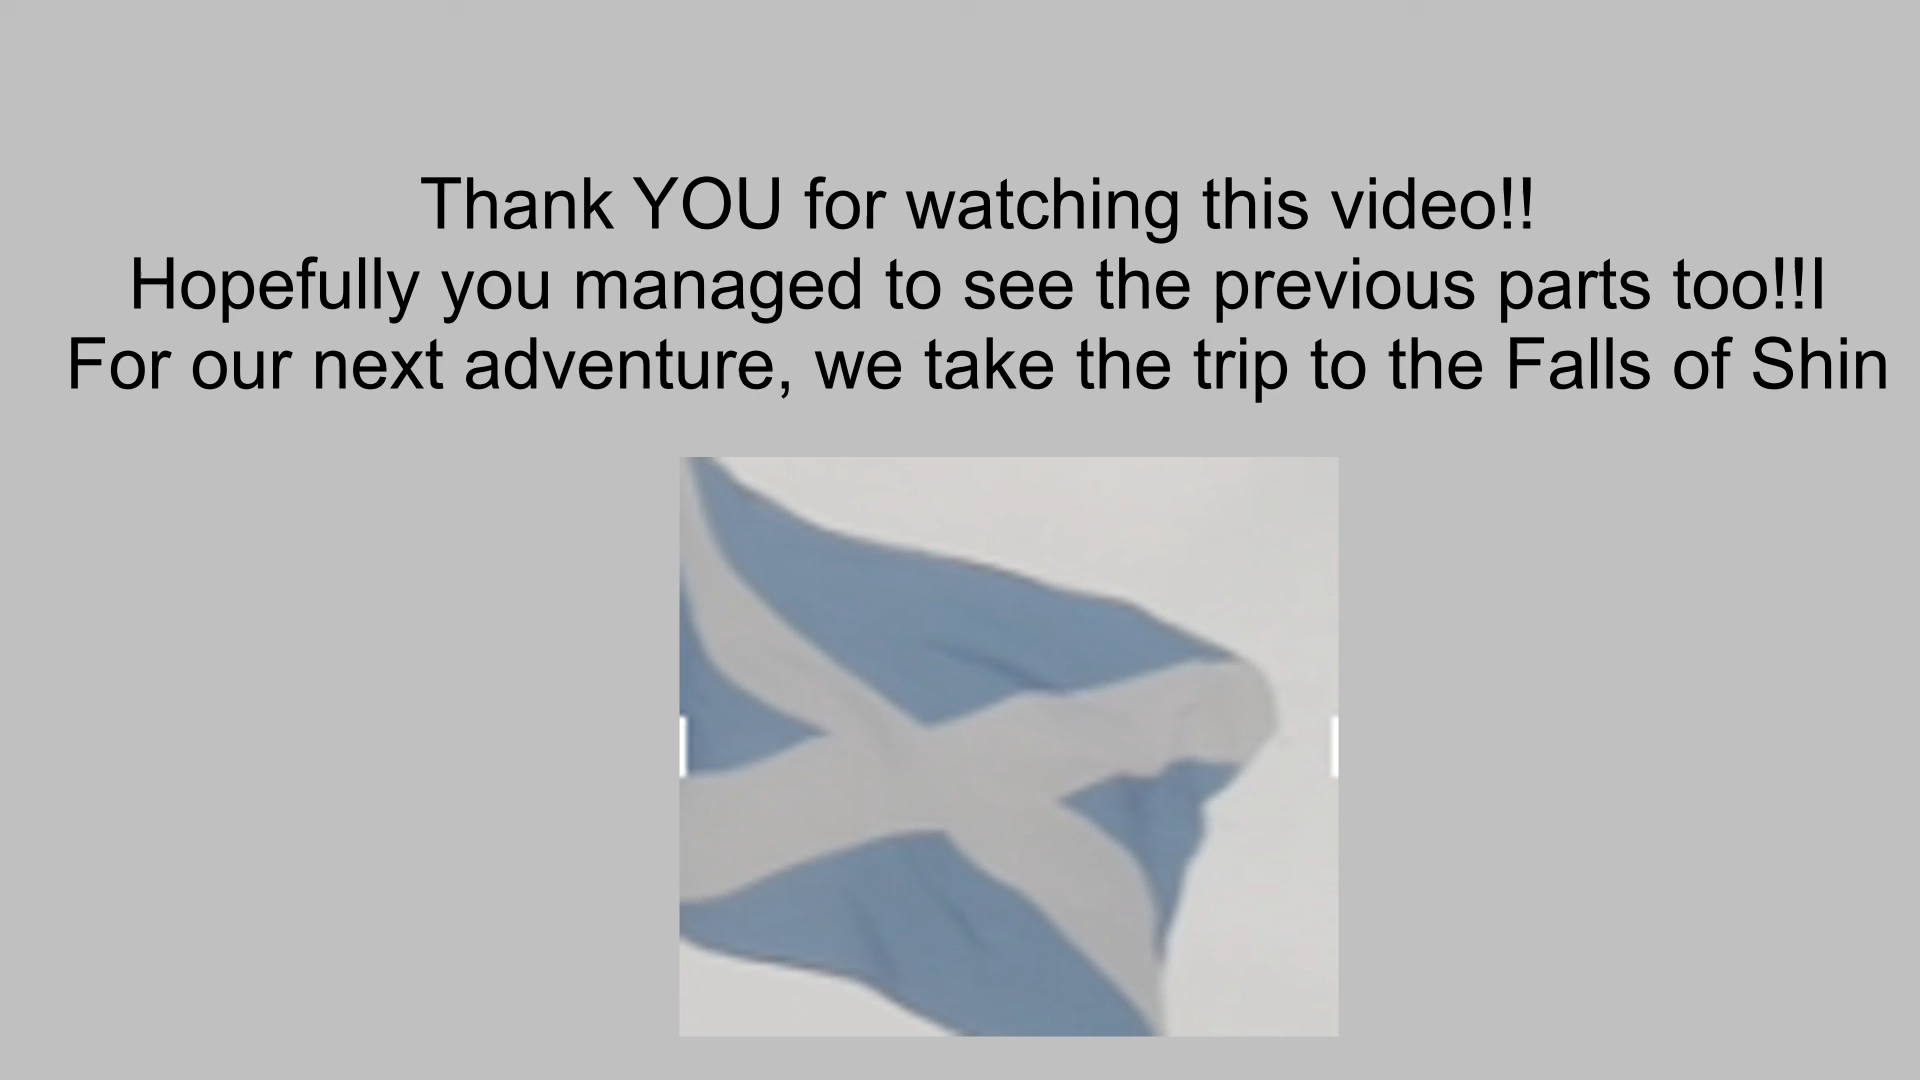 Thank YOU for watching this video!!
Hopefully you managed to see the previous parts too!!I
For our next adventure, we take the trip to the Falls of Shin